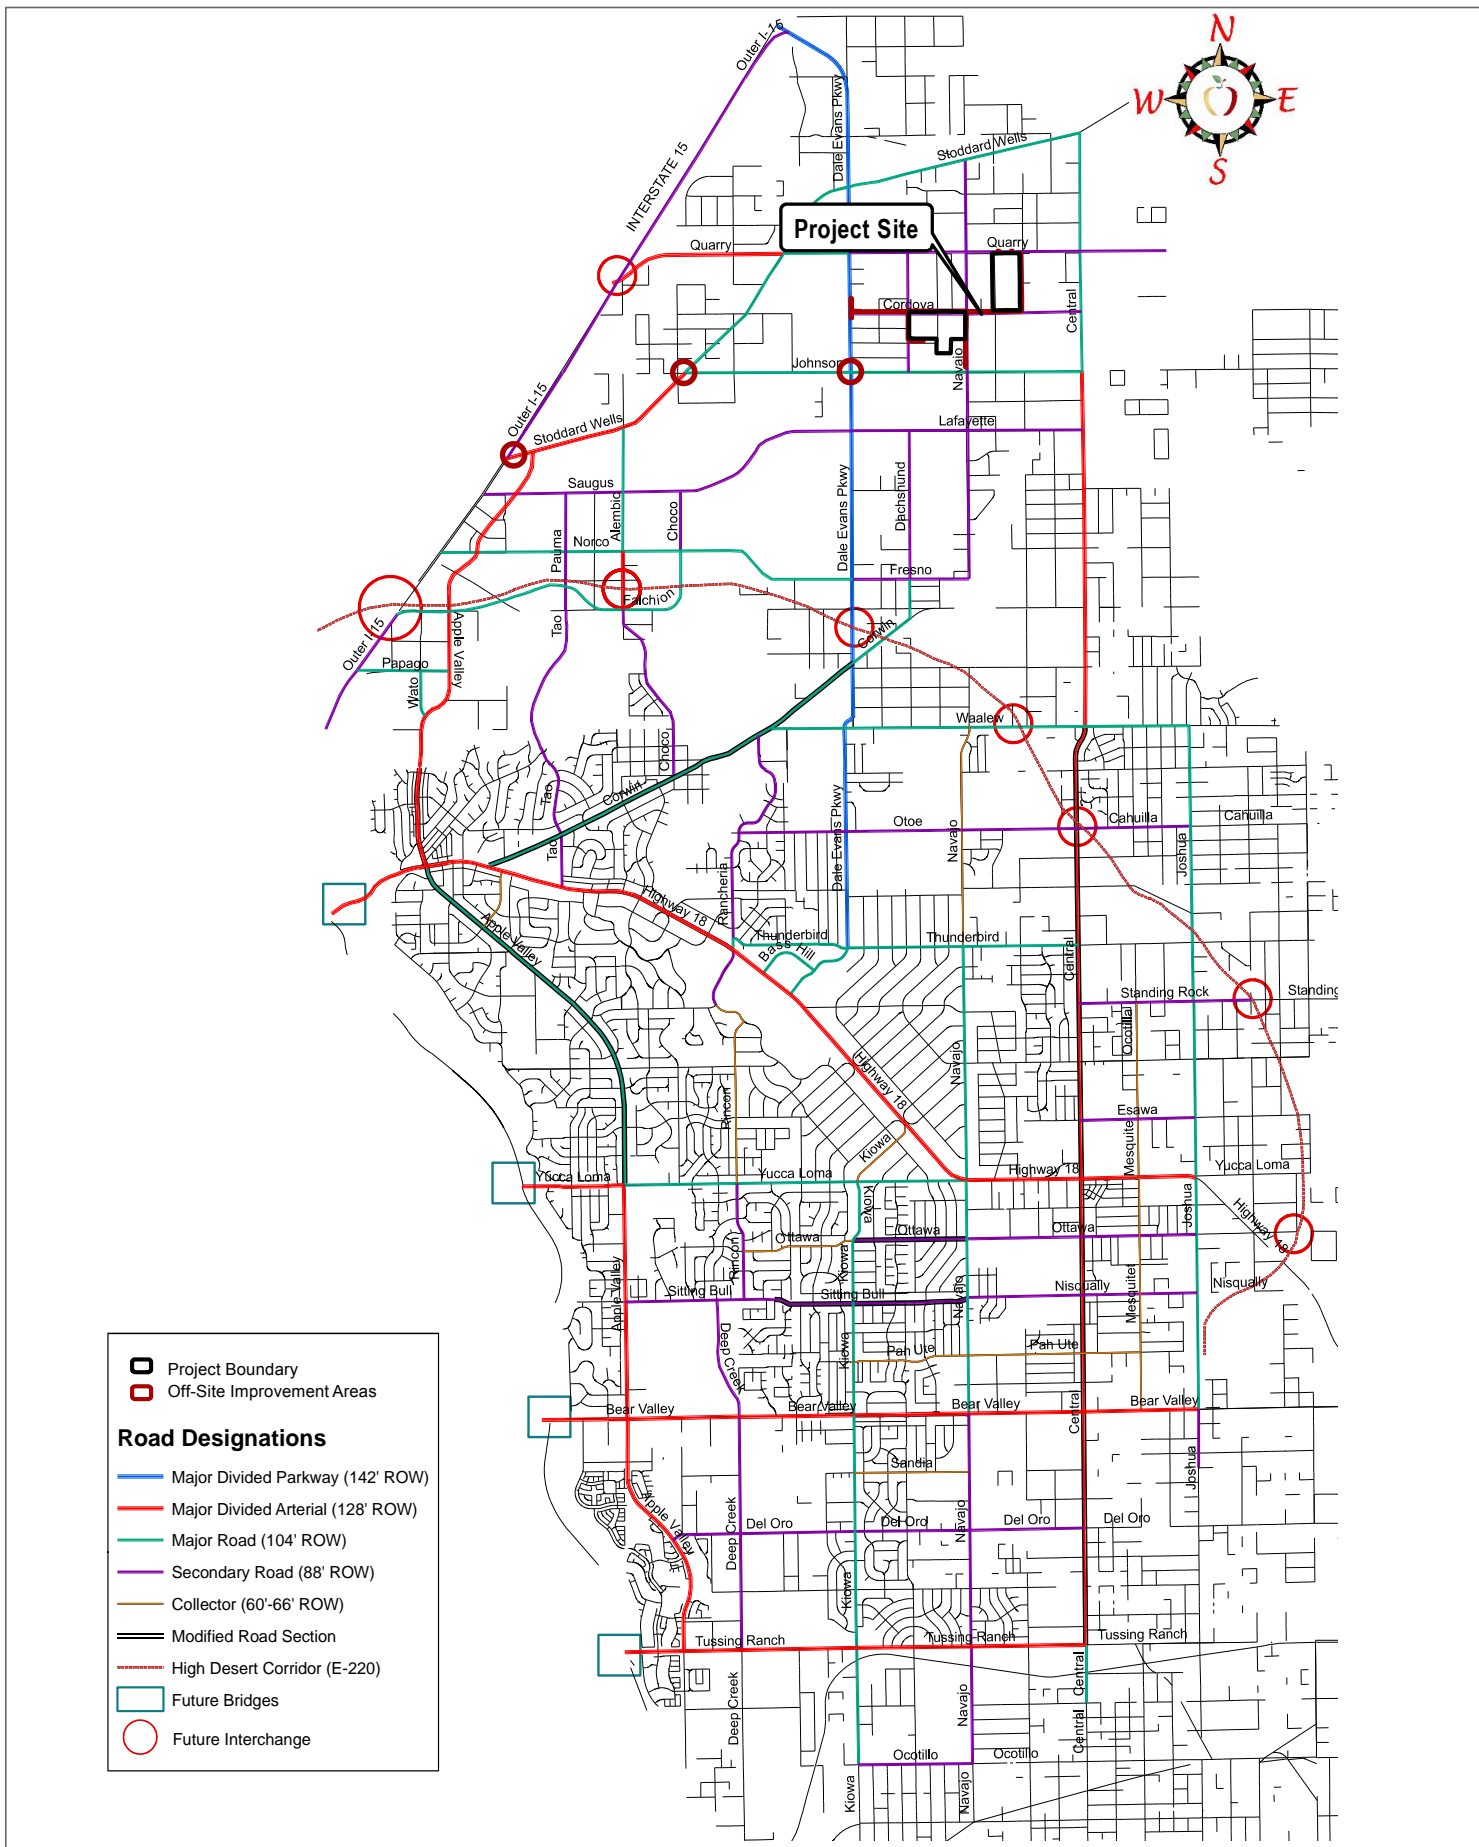 N
W
E
S
Outer I-15
Dale Evans Pkwy
Stoddard Wells
INTERSTATE 15
Project Site
Quarry
Quarry
Cordova
Central
Johnson
Navajo
Outer I-15
Stoddard Wells
Lafayette
Saugus
Alembic
Choco
Dale Evans Pkwy
Dachshund
Pauma
Norco
Fresno
Falchion
Tao
Corwin
Outer I-15
Papago
Apple Valley
Wato
Waalew
Choco
Corwin
Tao
Dale Evans Pkwy
Otoe
Cahuilla
Cahuilla
Navajo
Joshua
Tao
Rancheria
Highway 18
Apple Valley
Thunderbird
Bass Hill
Thunderbird
Central
Standing Rock
Standing
Ocotilla
Navajo
Highway 18
Rincon
Esawa
Kiowa
Mesquite
Yucca Loma
Yucca Loma
Highway 18
Yucca Loma
Kiowa
Joshua
Highway 18
Ottawa
Ottawa
Ottawa
Rincon
Kiowa
Apple Valley
Sitting Bull
Sitting Bull
Navajo
Nisqually
Mesquitet
Nisqually
Deep Creek
Kiowa
Pah Ute
Pah Ute
Bear Valley
Bear Valley
Bear Valley
Central
Bear Valley
Sandia
Joshua
Apple Valley
Deep Creek
Del Oro
Del Oro
Navajo
Del Oro
Del Oro
Kiowa
Tussing Ranch
Tussing Ranch
Tussing Ranch
Deep Creek
Navajo
Central
Central
Ocotillo
Ocotillo
Kiowa
Navajo
Project Boundary
Off-Site Improvement Areas
Road Designations
Major Divided Parkway (142' ROW)
Major Divided Arterial (128' ROW)
Major Road (104' ROW)
Secondary Road (88' ROW)
Collector (60'-66' ROW)
Modified Road Section
High Desert Corridor (E-220)
Future Bridges
Future Interchange